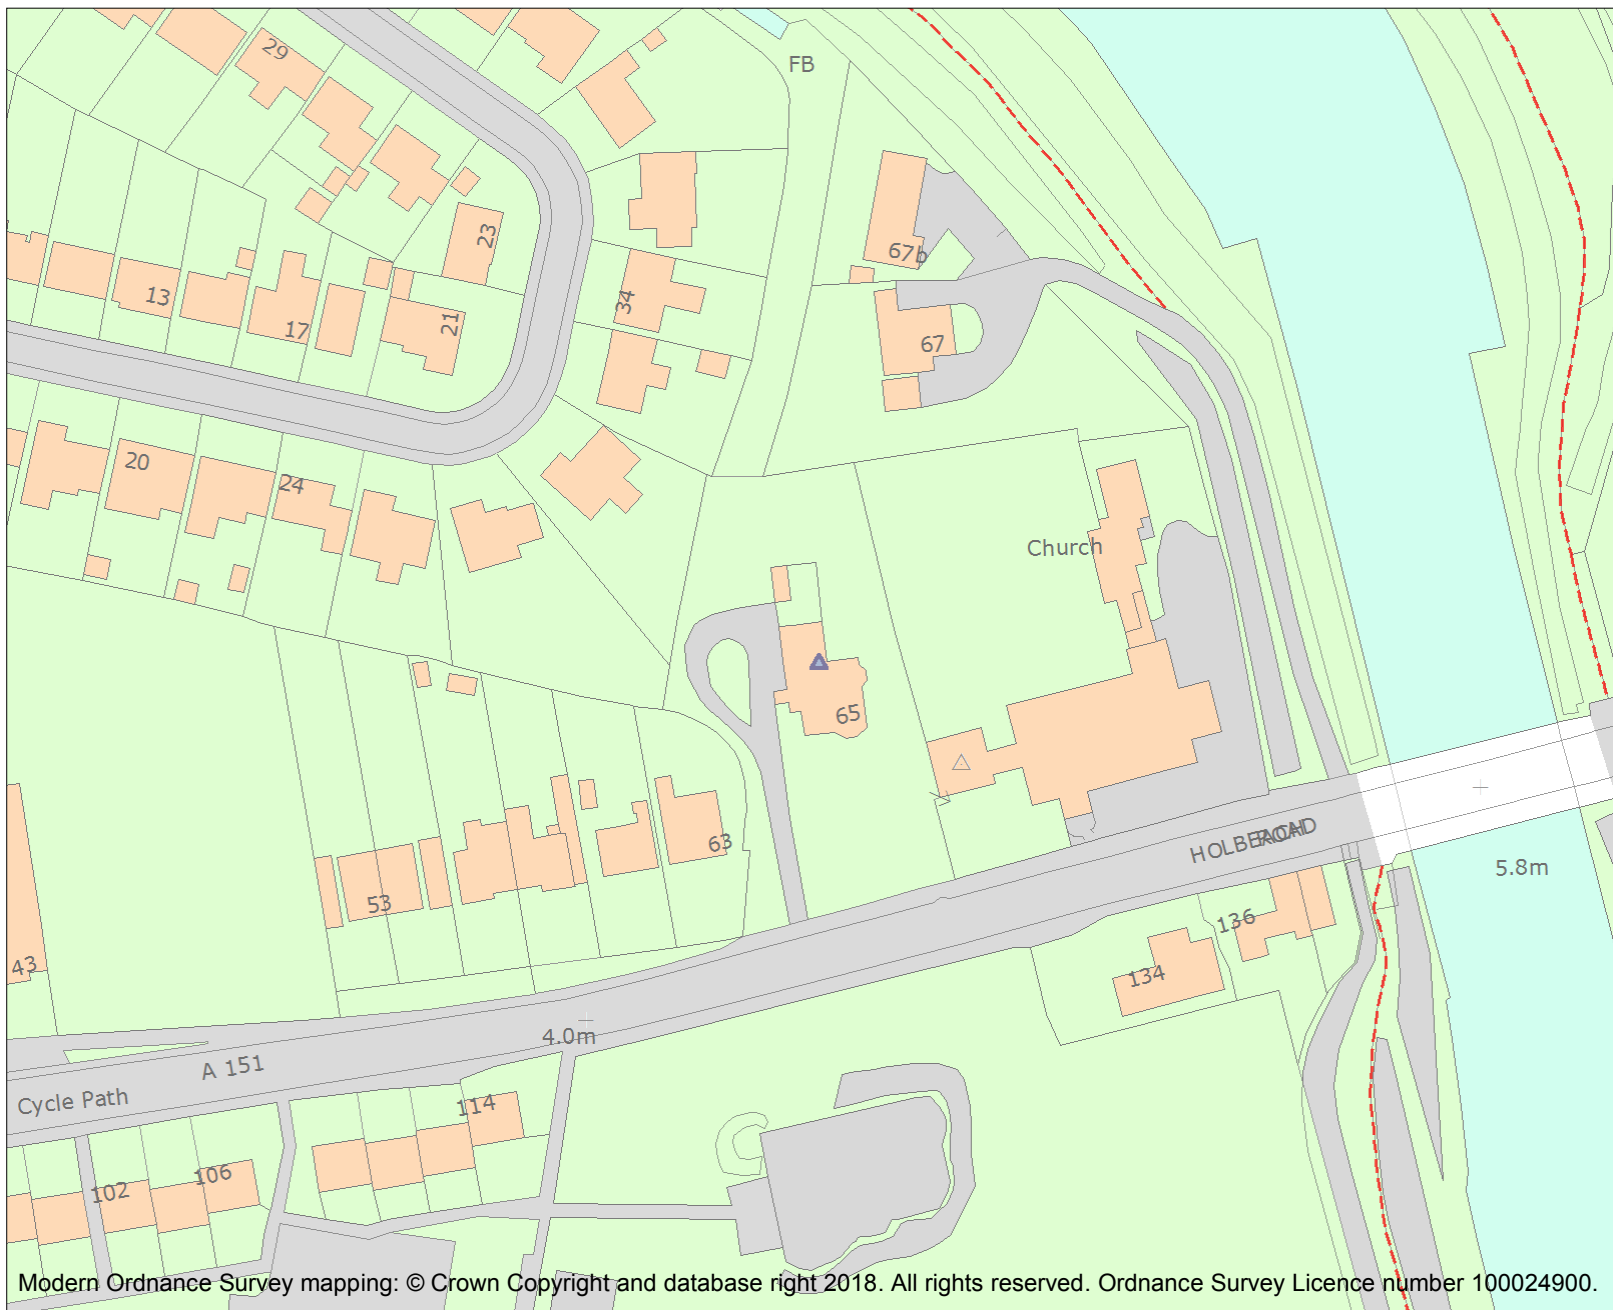 29
FB
23
67b
13
34
17
21
67
20
24
Church
65
63
HOLBEACH ROAD
5.8m
53
136
43
134
4.0m
A 151
Cycle Path
114
106
102
Modern Ordnance Survey mapping: © Crown Copyright and database right 2018. All rights reserved. Ordnance Survey Licence number 100024900.